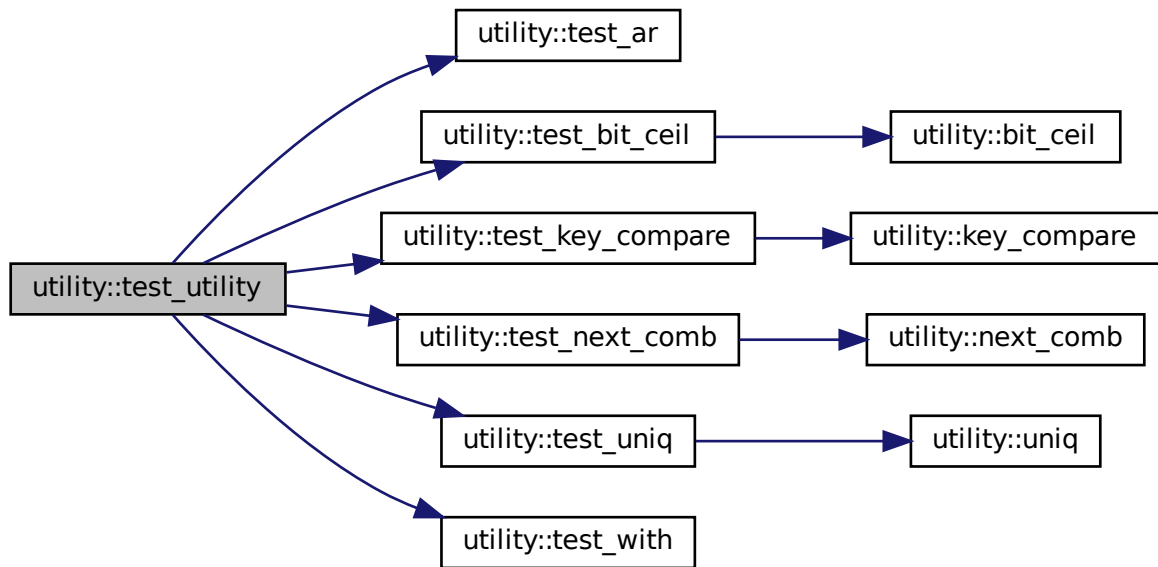 utility::test_ar
utility::test_bit_ceil
utility::bit_ceil
utility::test_key_compare
utility::key_compare
utility::test_utility
utility::test_next_comb
utility::next_comb
utility::test_uniq
utility::uniq
utility::test_with